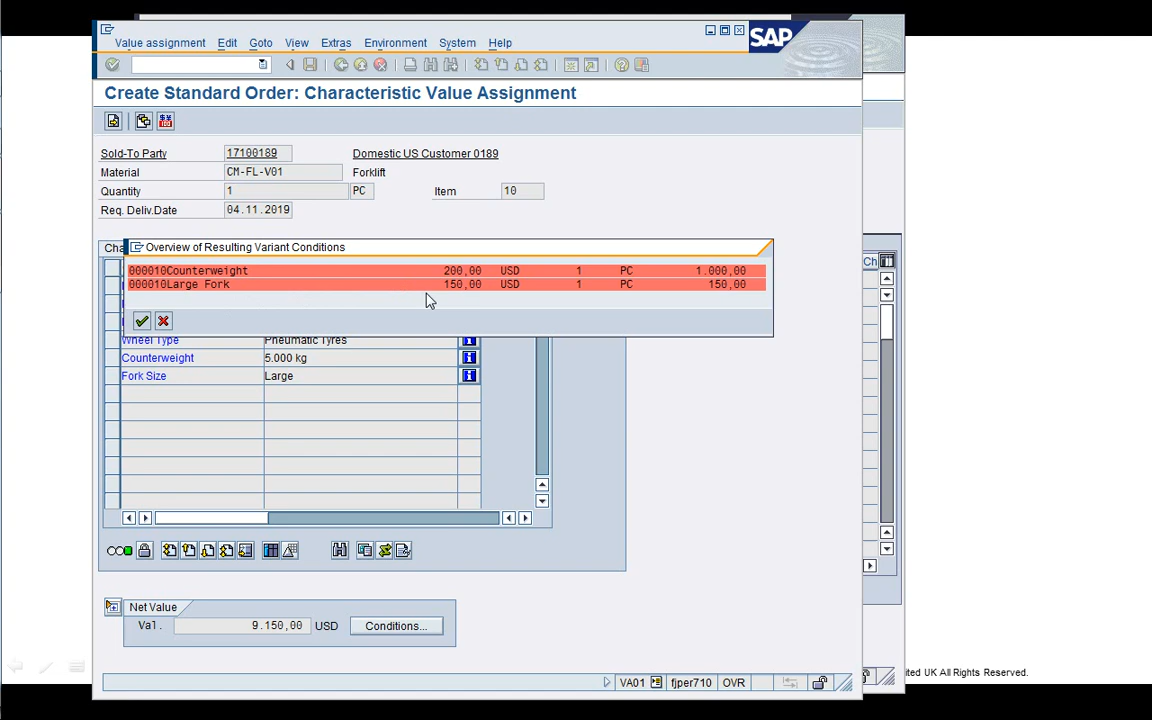 SAP
Value assignment Edit Goto View Extras Environment System Help
Create Standard Order: Characteristic Value Assignment
Sold-To Party 17100189 Domestic US Customer 0189
Material CM-FL-V01 Forklift
Quantity 1 PC Item 10
Req. Deliv.Date 04.11.2019
Cha Ch
Overview of Resulting Variant Conditions
000010Counterweight 200,00 USD 1 PC 1.000,00
000010Large Fork 150,00 USD 1 PC 150,00
Wheel Type Pneumatic Tyres
Counterweight 5.000 kg
Fork Size Large
Net Value
Val. 9.150,00 USD Conditions...
ited UK All Rights Reserved.
VA01 fjper710 OVR